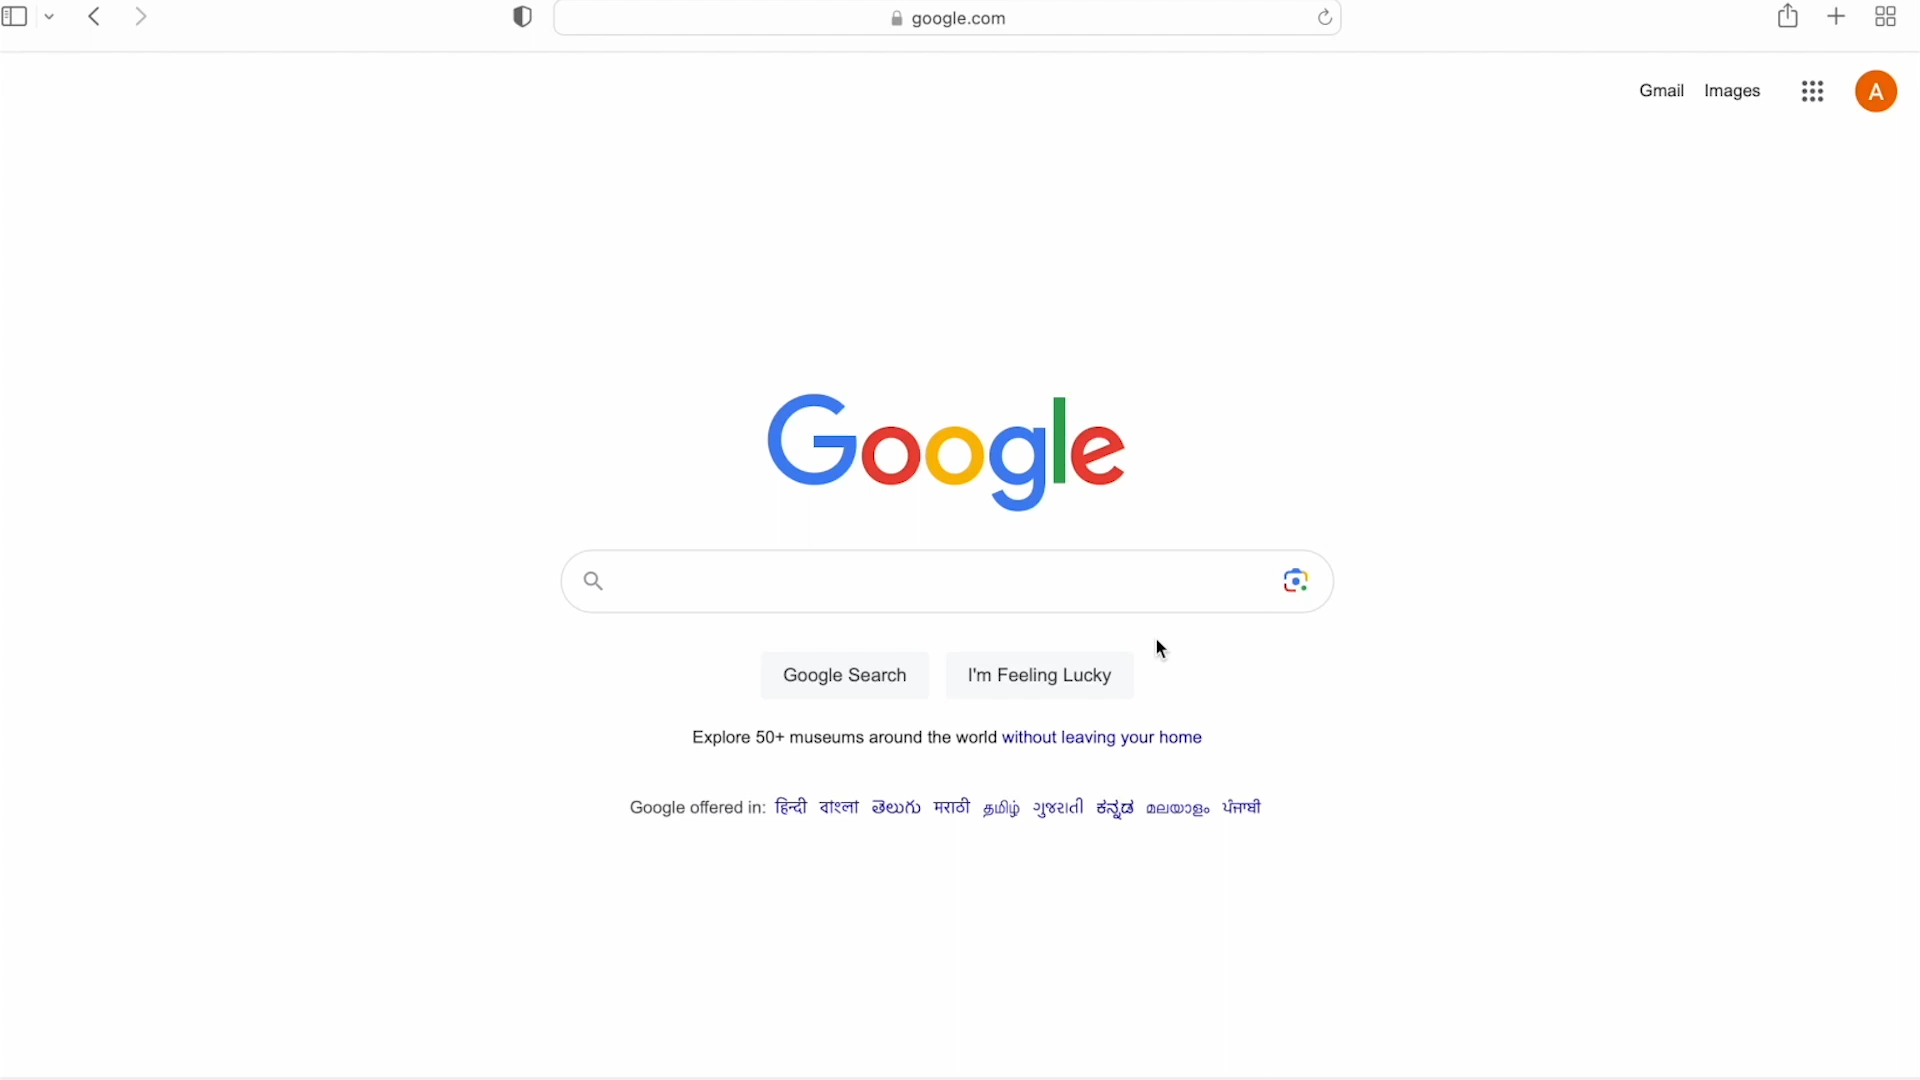 google.com
Gmail Images
A
Google
Google Search I'm Feeling Lucky
Explore 50+ museums around the world without leaving your home
Google offered in: हिन्दी বাংলা తెలుగు मराठी தமிழ் ગુજરાતી ಕನ್ನಡ മലയാളം ਪੰਜਾਬੀ